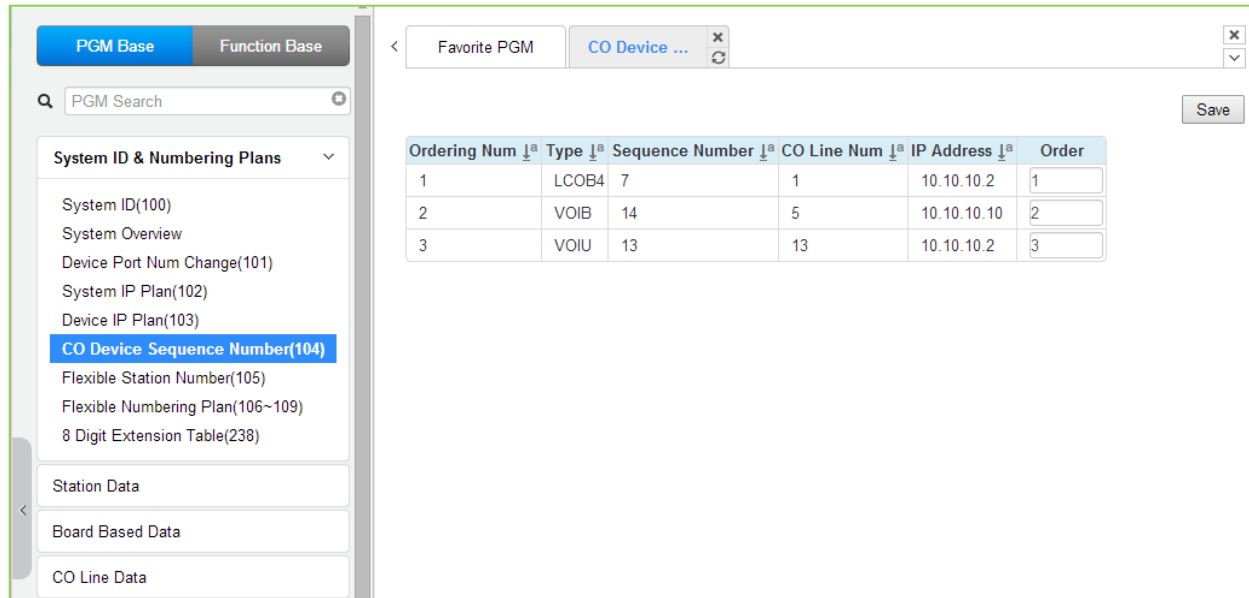 PGM Base Function Base
PGM Search
System ID & Numbering Plans
System ID(100)
System Overview
Device Port Num Change(101)
System IP Plan(102)
Device IP Plan(103)
CO Device Sequence Number(104)
Flexible Station Number(105)
Flexible Numbering Plan(106~109)
8 Digit Extension Table(238)
Station Data
Board Based Data
CO Line Data
Favorite PGM CO Device ...
Save
Ordering Num Type Sequence Number CO Line Num IP Address Order
1 LCOB4 7 1 10.10.10.2 1
2 VOIB 14 5 10.10.10.10 2
3 VOIU 13 13 10.10.10.2 3